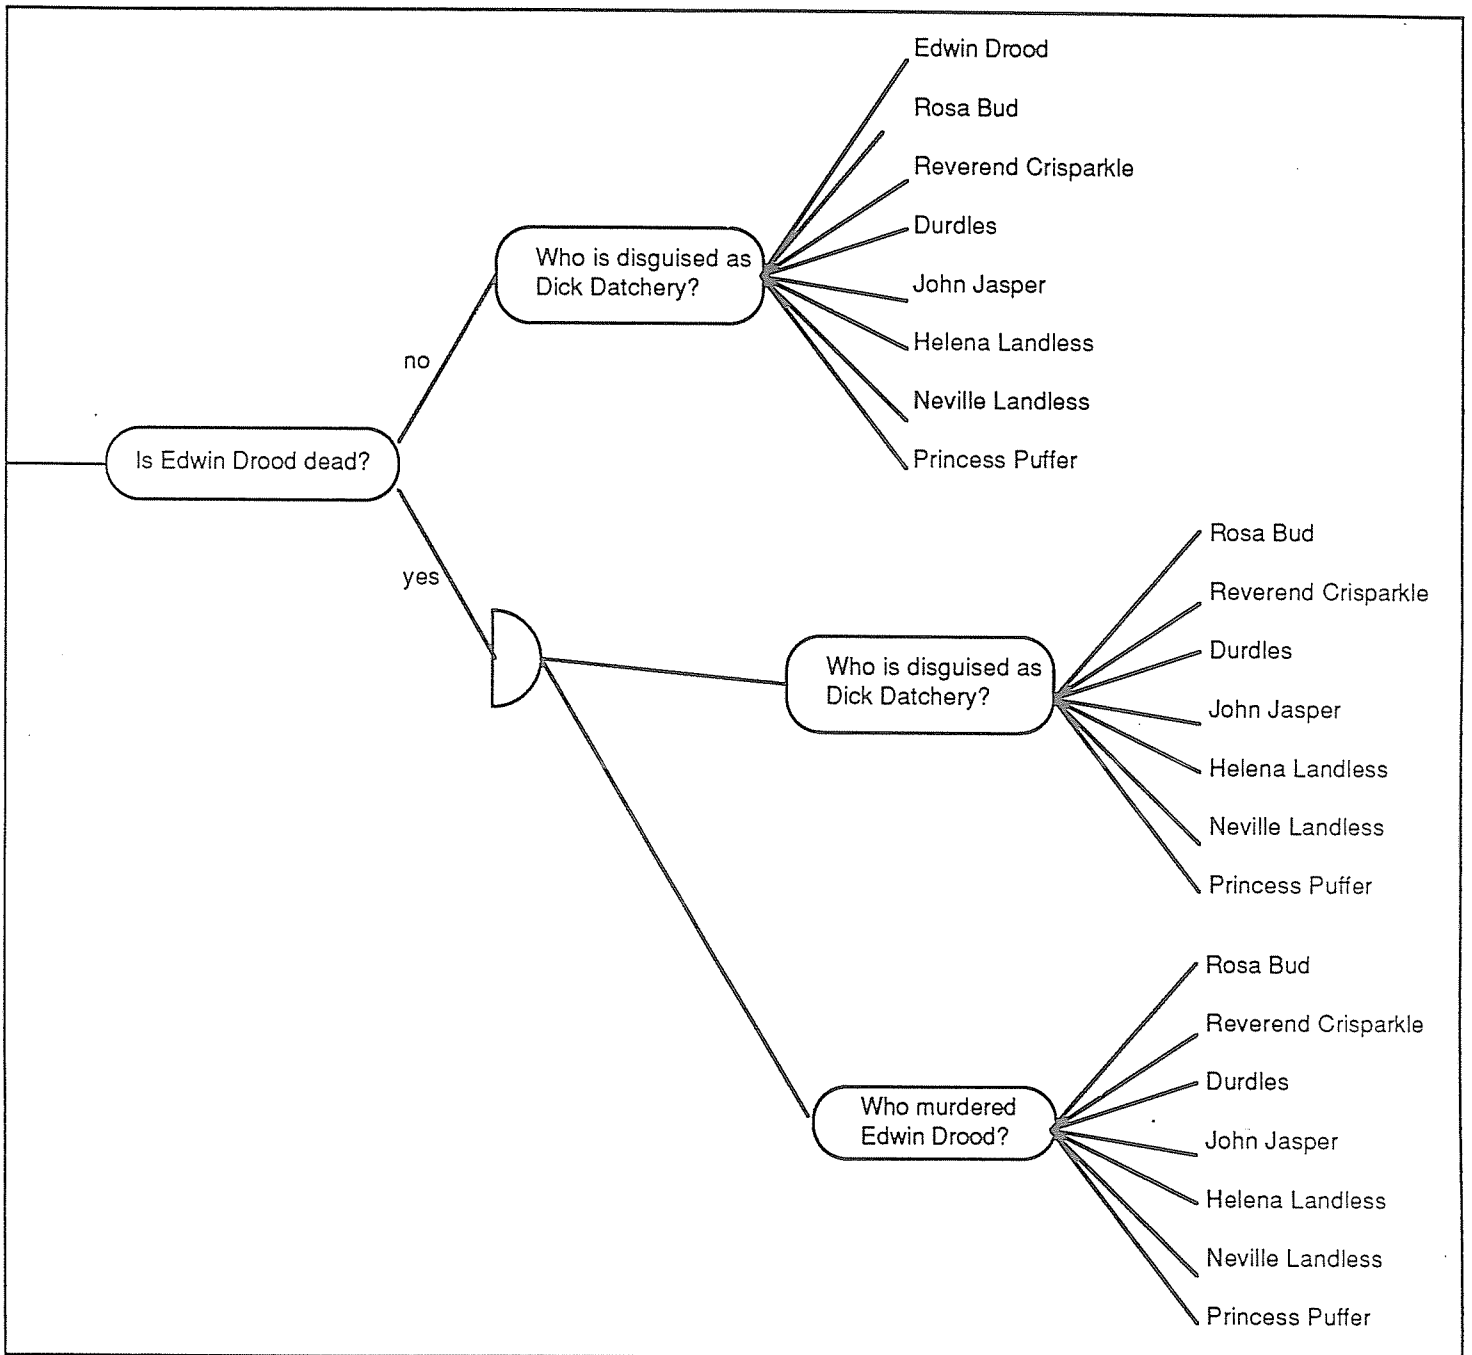 Is Edwin Drood dead?
no
Who is disguised as
Dick Datchery?
Edwin Drood
Rosa Bud
Reverend Crisparkle
Durdles
John Jasper
Helena Landless
Neville Landless
Princess Puffer
yes
Who is disguised as
Dick Datchery?
Rosa Bud
Reverend Crisparkle
Durdles
John Jasper
Helena Landless
Neville Landless
Princess Puffer
Who murdered
Edwin Drood?
Rosa Bud
Reverend Crisparkle
Durdles
John Jasper
Helena Landless
Neville Landless
Princess Puffer